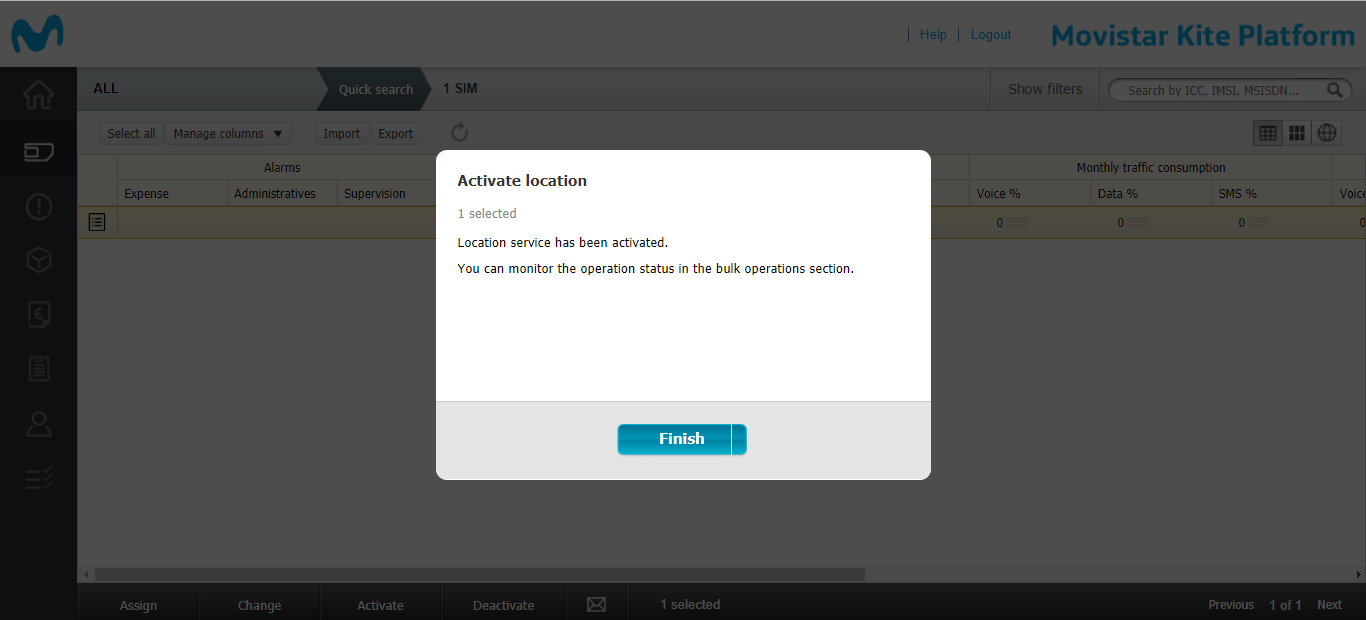 Help
Logout
Movistar Kite Platform
ALL
Quick search
1 SIM
Show filters
Search by ICC, IMSI, MSISDN...
Select all
Manage columns
Import
Export
Alarms
Monthly traffic consumption
Expense
Administratives
Supervision
Voice %
Data %
SMS %
Voice
0
0
0
0
Activate location
1 selected
Location service has been activated.
You can monitor the operation status in the bulk operations section.
Finish
Assign
Change
Activate
Deactivate
1 selected
Previous
1 of 1
Next